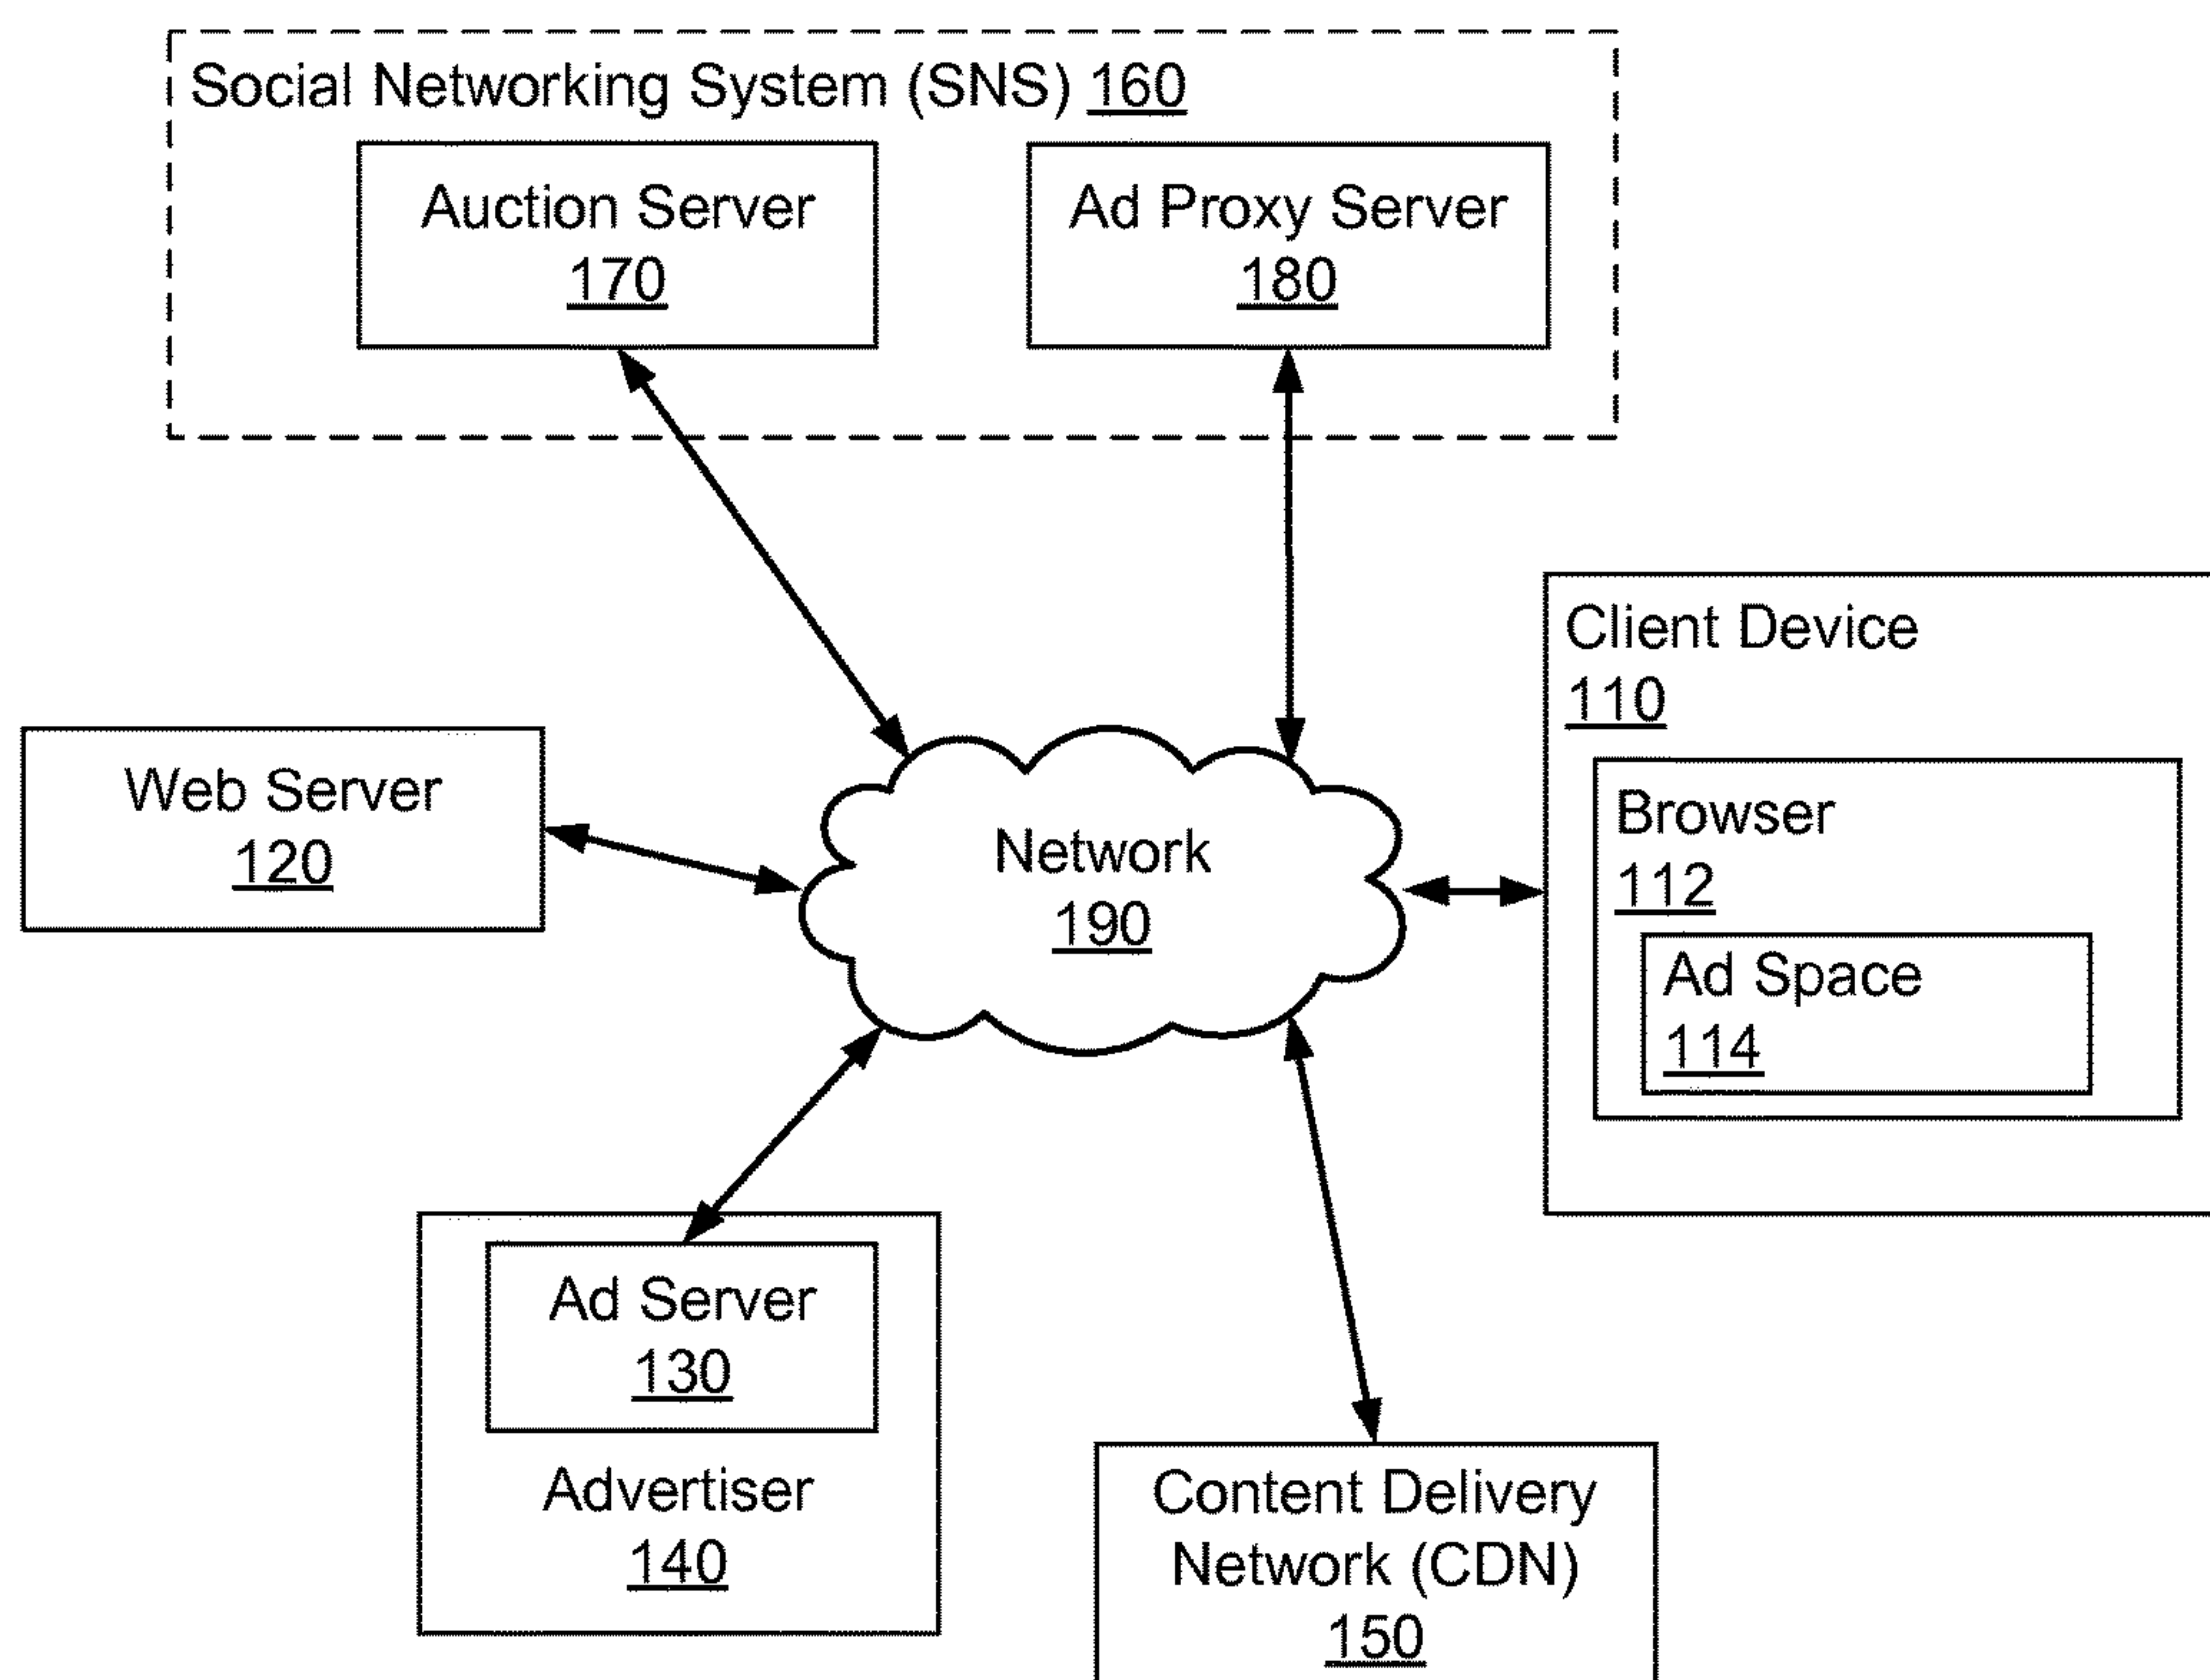 Social Networking System (SNS) 160
Auction Server
170
Ad Proxy Server
180
Client Device
110
Browser
112
Ad Space
114
Web Server
120
Network
190
Ad Server
130
Advertiser
140
Content Delivery
Network (CDN)
150